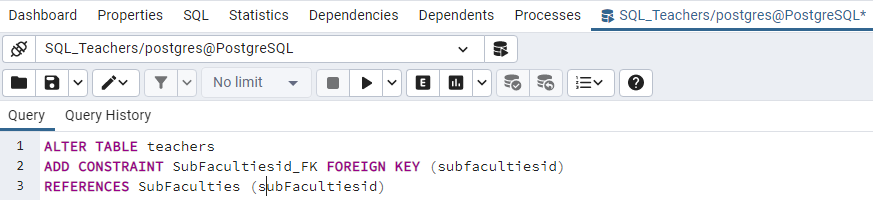 Dashboard Properties SQL Statistics Dependencies Dependents Processes SQL_Teachers/postgres@PostgreSQL*
SQL_Teachers/postgres@PostgreSQL
No limit E ?
Query Query History
1 ALTER TABLE teachers
2 ADD CONSTRAINT SubFacultiesid_FK FOREIGN KEY (subfacultiesid)
3 REFERENCES SubFaculties (subFacultiesid)